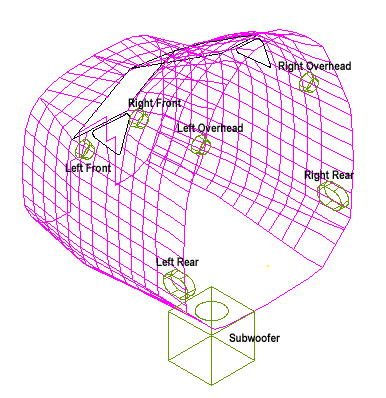 Right Overhead
Right Front
Left Overhead
Left Front
Right Rear
Left Rear
Subwoofer